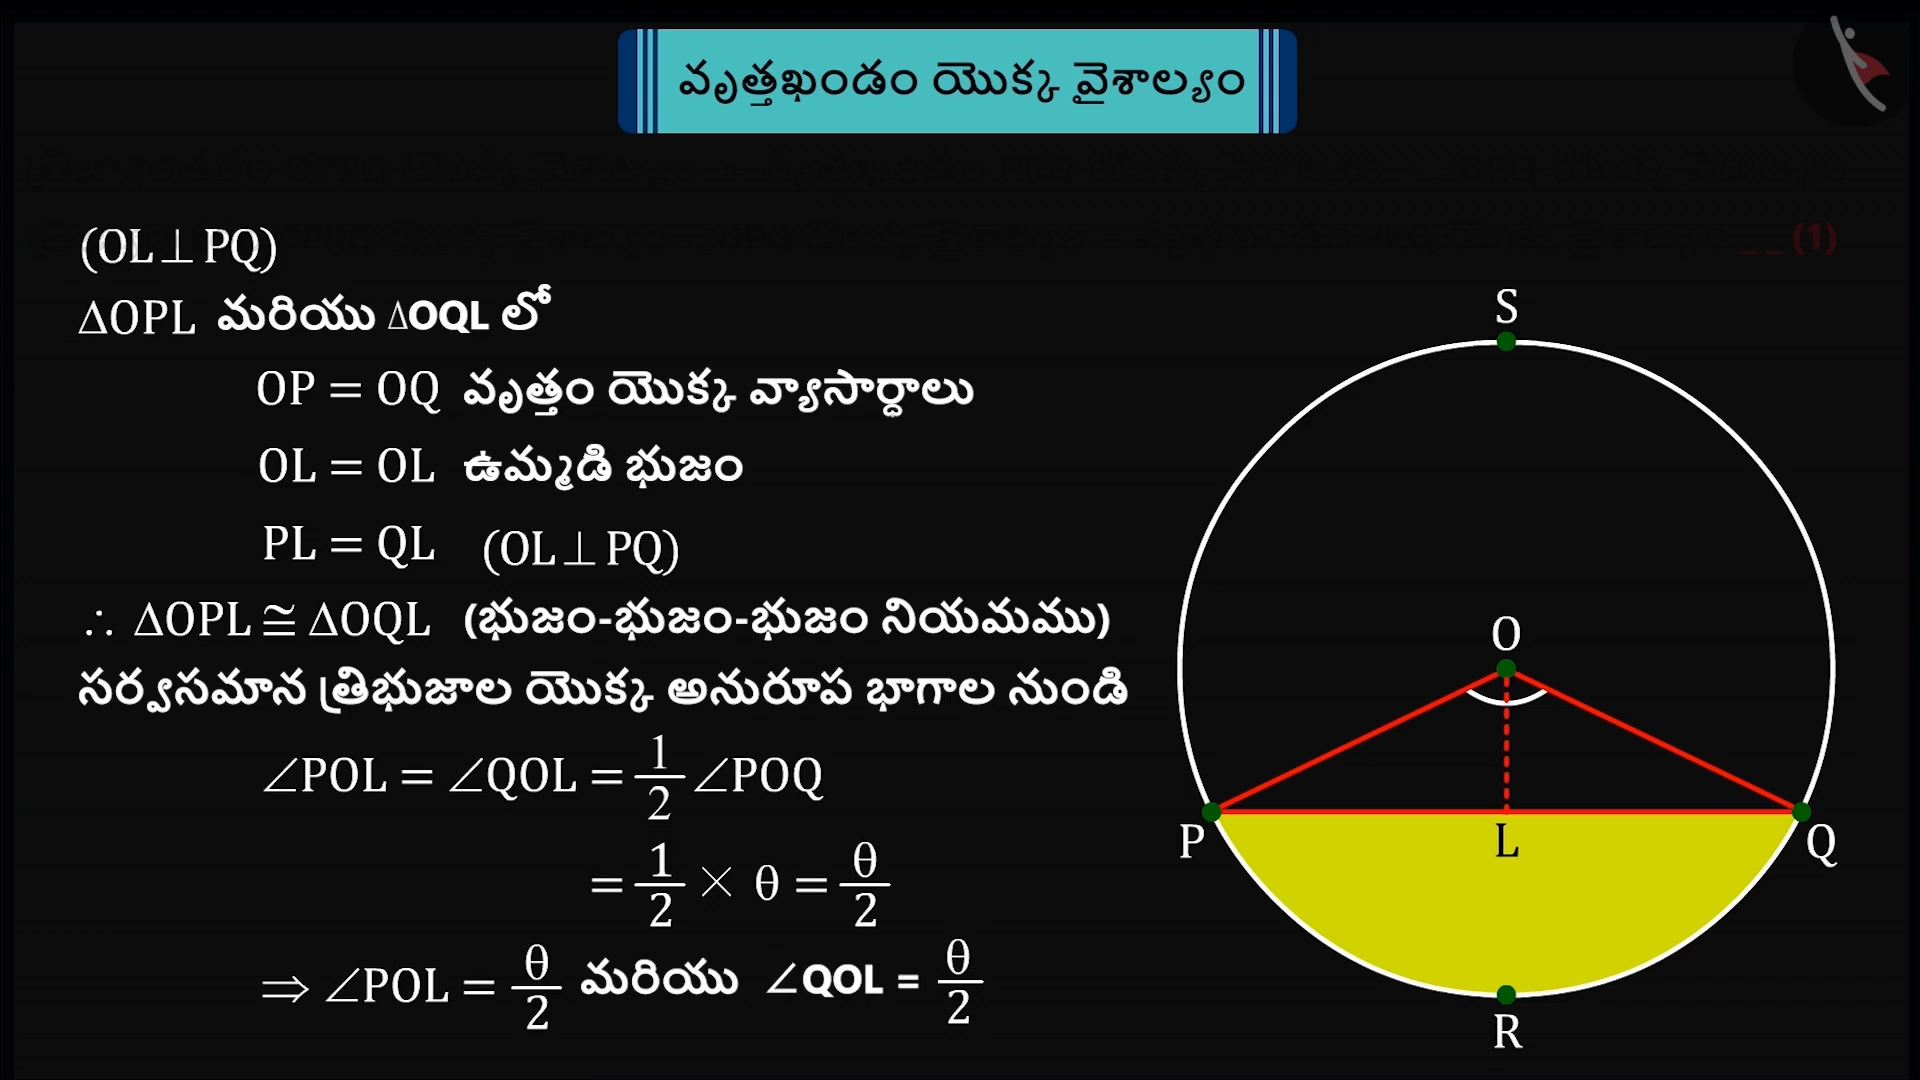 వృత్తఖండం యొక్క వైశాల్యం
_ _ (1)
(OL⊥PQ)
ΔOPL మరియు ΔOQL లో
OP = OQ వృత్తం యొక్క వ్యాసార్ధాలు
OL = OL ఉమ్మడి భుజం
PL = QL (OL⊥PQ)
∴ ΔOPL ≅ ΔOQL (భుజం-భుజం-భుజం నియమము)
సర్వసమాన త్రిభుజాల యొక్క అనురూప భాగాల నుండి
∠POL = ∠QOL = 1/2 ∠POQ
= 1/2 × θ = θ/2
⇒ ∠POL = θ/2 మరియు ∠QOL = θ/2
S
O
P
L
Q
R